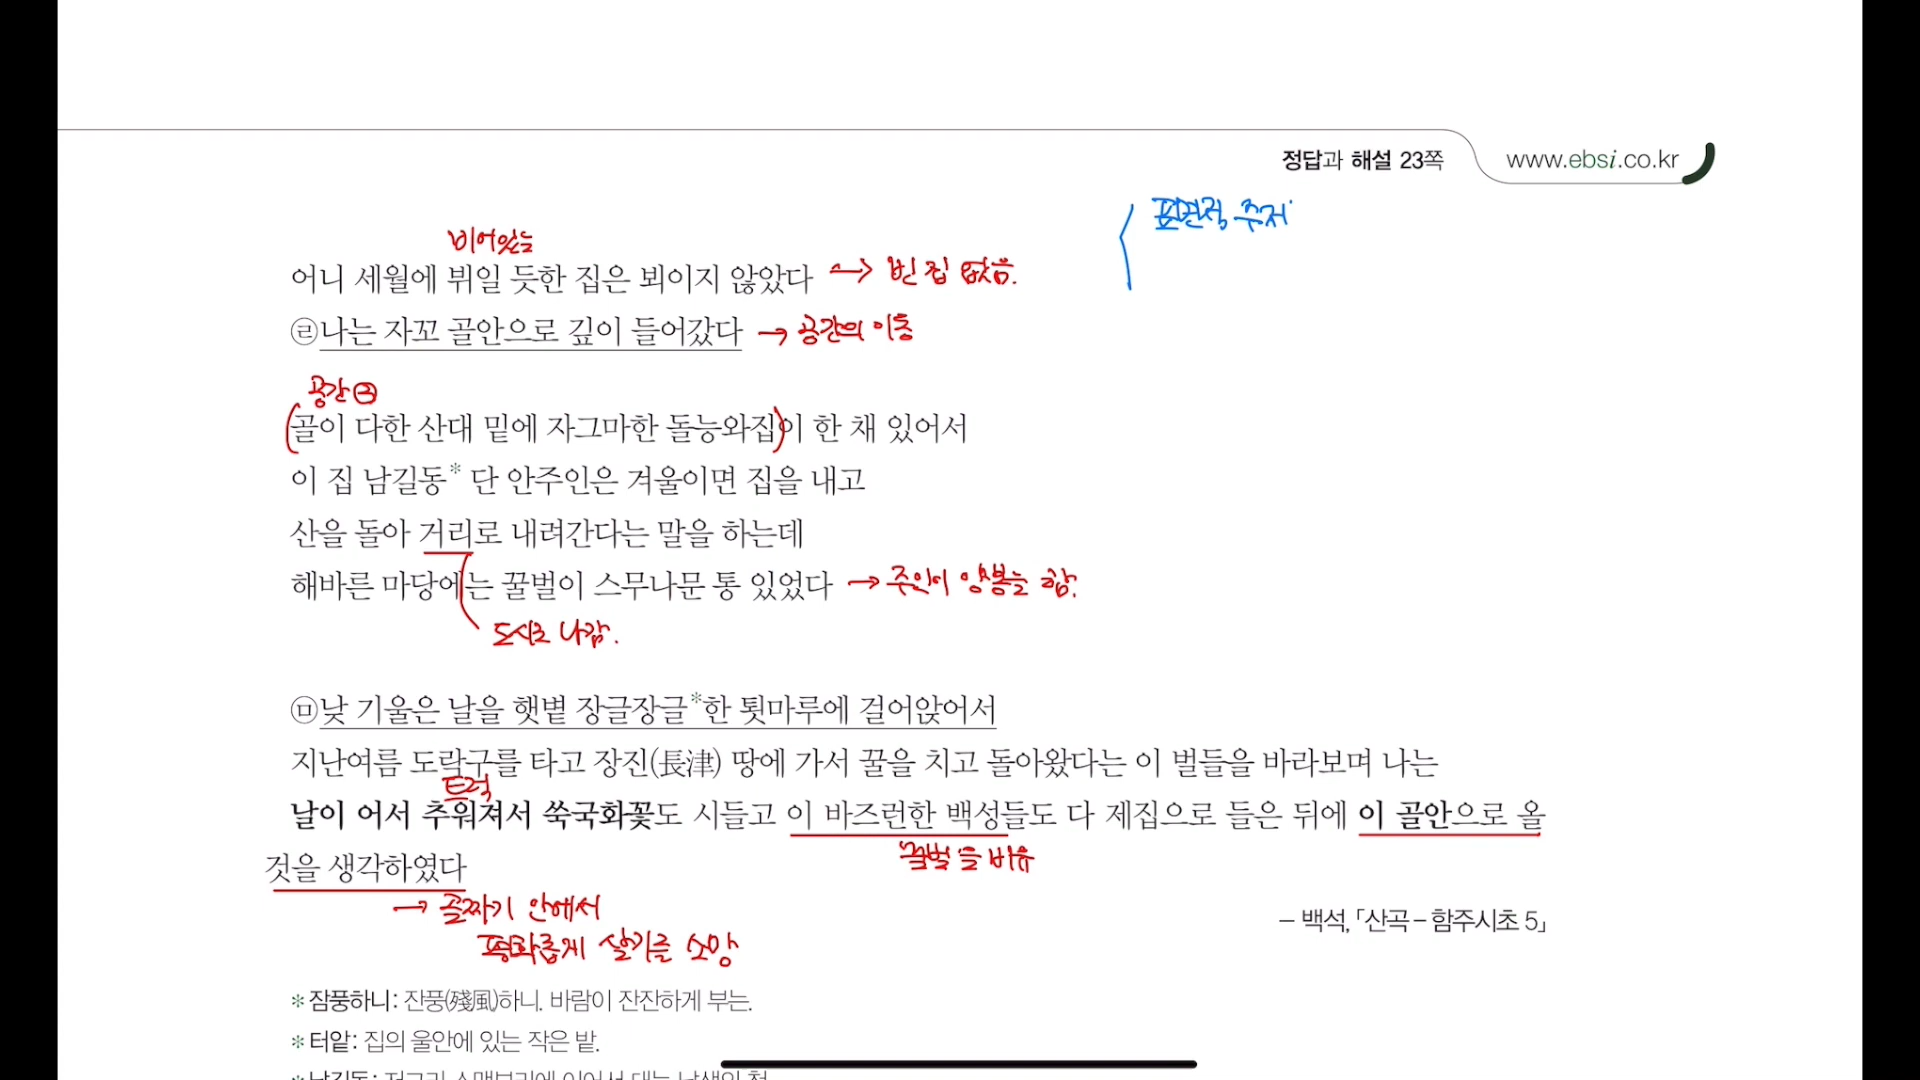 정답과 해설 23쪽 www.ebsi.co.kr
표면적 주제
비어있는
어니 세월에 뷔일 듯한 집은 뵈이지 않았다 → 빈 집 없음.
㉣나는 자꼬 골안으로 깊이 들어갔다 → 공간의 이동
공간③
(골이 다한 산대 밑에 자그마한 돌능와집)이 한 채 있어서
이 집 남길동* 단 안주인은 겨울이면 집을 내고
산을 돌아 거리로 내려간다는 말을 하는데
해바른 마당에는 꿀벌이 스무나문 통 있었다 → 주인이 양봉을 함.
도시로 나감.
㉤낮 기울은 날을 햇볕 장글장글*한 툇마루에 걸어앉어서
지난여름 도락구를 타고 장진(長津) 땅에 가서 꿀을 치고 돌아왔다는 이 벌들을 바라보며 나는
트럭
날이 어서 추워져서 쑥국화꽃도 시들고 이 바즈런한 백성들도 다 제집으로 들은 뒤에 이 골안으로 올
'꿀벌'을 비유
것을 생각하였다
→ 골짜기 안에서
평화롭게 살기를 소망
– 백석, 「산곡 – 함주시초 5」
* 잠풍하니: 잔풍(殘風)하니. 바람이 잔잔하게 부는.
* 터앝: 집의 울안에 있는 작은 밭.
* 남길동: